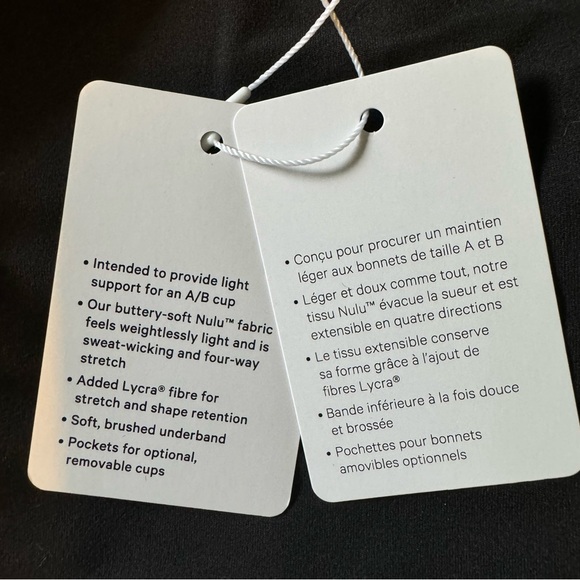 • Intended to provide light
support for an A/B cup
• Our buttery-soft Nulu™ fabric
feels weightlessly light and is
sweat-wicking and four-way
stretch
• Added Lycra® fibre for
stretch and shape retention
• Soft, brushed underband
• Pockets for optional,
removable cups
• Conçu pour procurer un maintien
léger aux bonnets de taille A et B
• Léger et doux comme tout, notre
tissu Nulu™ évacue la sueur et est
extensible en quatre directions
• Le tissu extensible conserve
sa forme grâce à l'ajout de
fibres Lycra®
• Bande inférieure à la fois douce
et brossée
• Pochettes pour bonnets
amovibles optionnels